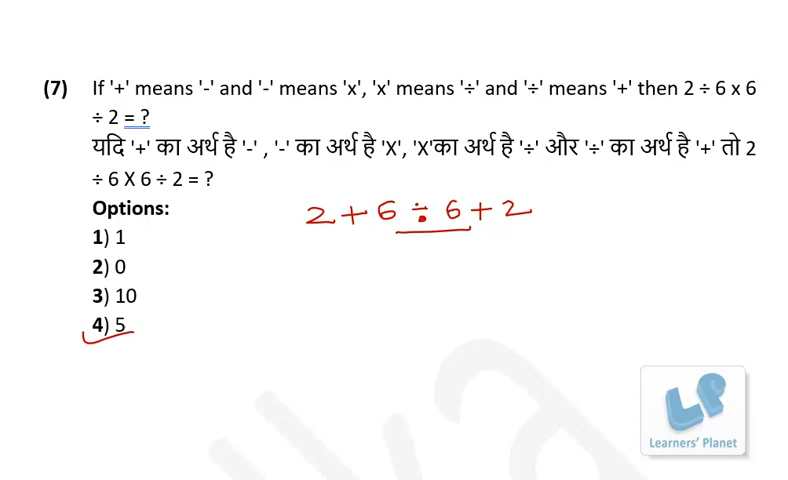 (7) If '+' means '-' and '-' means 'x', 'x' means '÷' and '÷' means '+' then 2 ÷ 6 x 6
÷ 2 = ?
यदि '+' का अर्थ है '-' , '-' का अर्थ है 'X', 'X'का अर्थ है '÷' और '÷' का अर्थ है '+' तो 2
÷ 6 X 6 ÷ 2 = ?
Options:
2 + 6 ÷ 6 + 2
1) 1
2) 0
3) 10
4) 5
LP
Learners' Planet